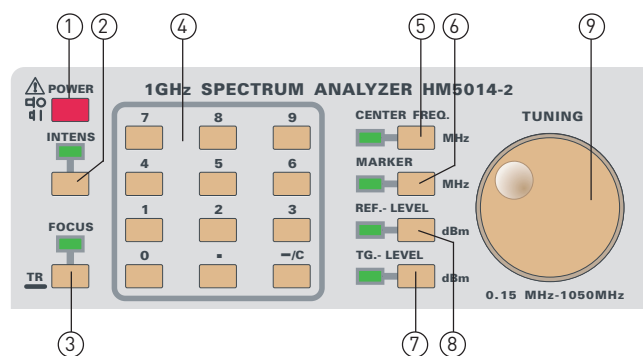 ① ② ④ ⑤ ⑥ ⑨
POWER
1GHz SPECTRUM ANALYZER HM5014-2
INTENS
7 8 9
CENTER FREQ.
MHz
TUNING
4 5 6
MARKER
MHz
FOCUS
1 2 3
REF.- LEVEL
dBm
TR
0 . –/C
TG.- LEVEL
dBm
0.15 MHz-1050MHz
③ ⑦ ⑧